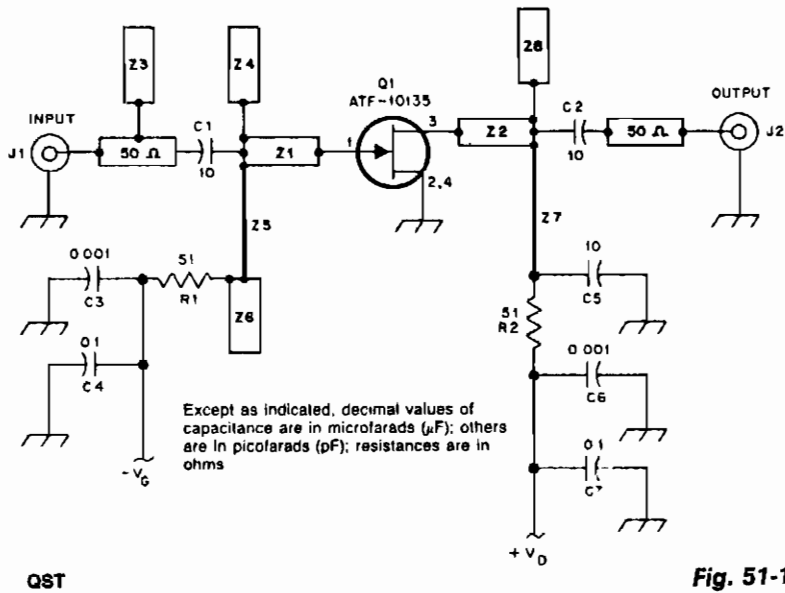 Z3
Z4
Z8
Q1
ATF-10135
INPUT
OUTPUT
J1
50 Ω
C1
10
Z1
1
3
2,4
Z2
C2
10
50 Ω
J2
Z5
Z7
0 001
C3
51
R1
Z6
10
C5
51
R2
0 1
C4
0 001
C6
Except as indicated, decimal values of
capacitance are in microfarads (μF); others
are in picofarads (pF); resistances are in
ohms
0 1
C7
-V_G
+V_D
QST
Fig. 51-1